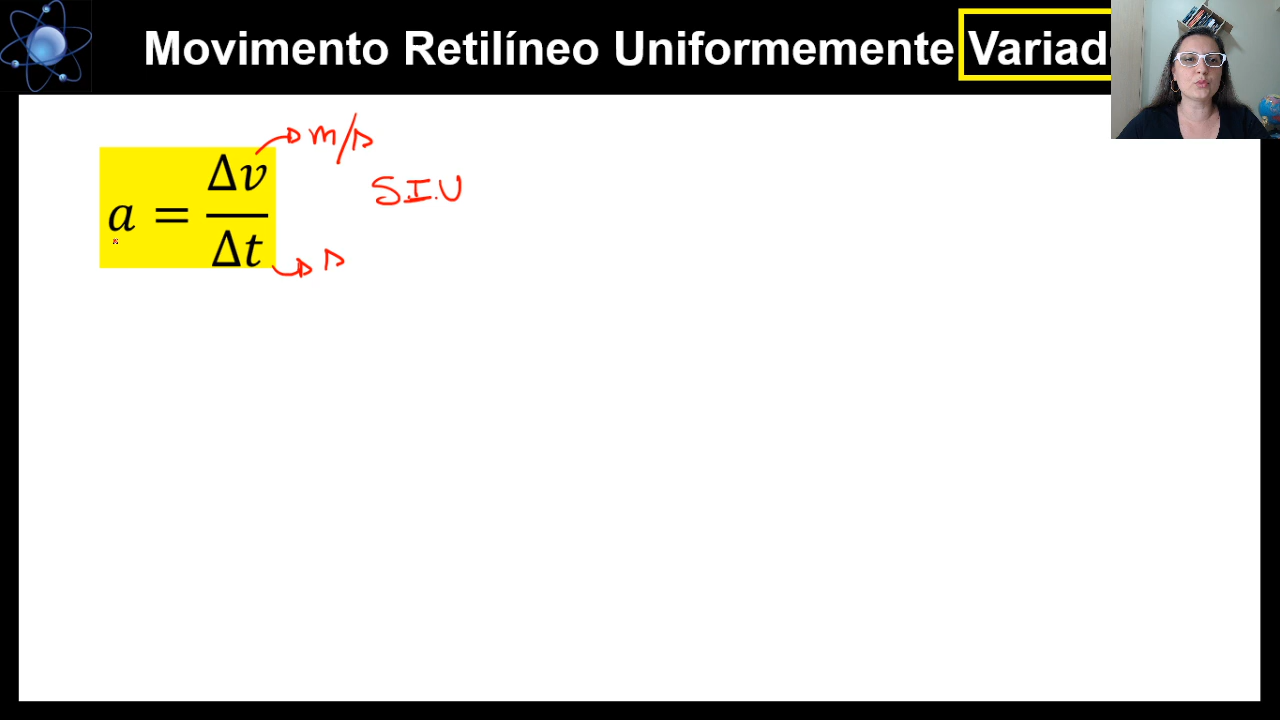 Movimento Retilíneo Uniformemente Variad
a = Δv/Δt
m/s
S.I.U
s